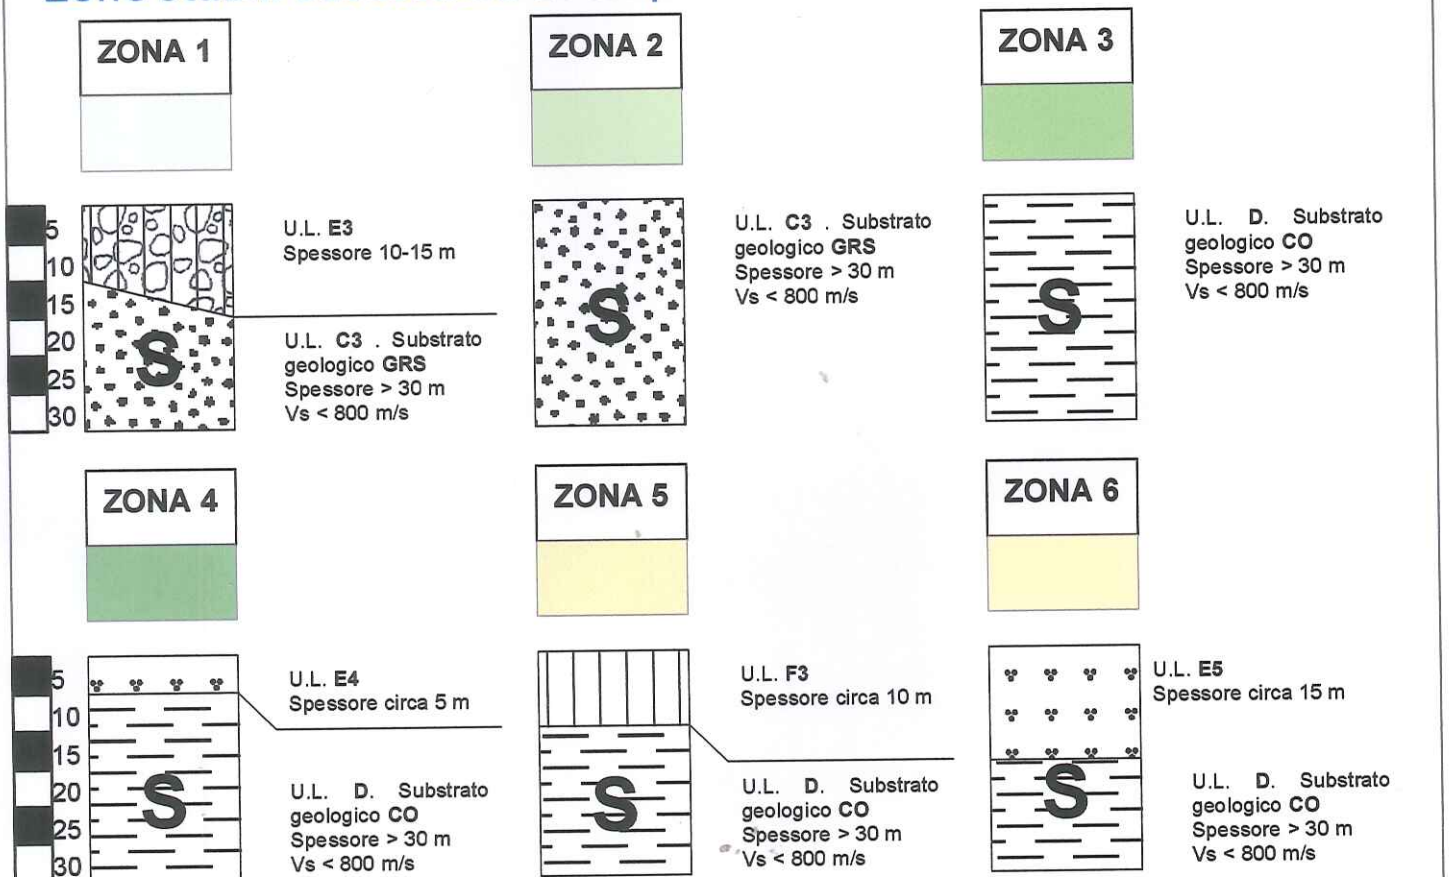 ZONA 1
ZONA 2
ZONA 3
5
10
15
20
25
30
S
U.L. E3
Spessore 10-15 m
U.L. C3 . Substrato
geologico GRS
Spessore > 30 m
Vs < 800 m/s
S
U.L. C3 . Substrato
geologico GRS
Spessore > 30 m
Vs < 800 m/s
S
U.L. D. Substrato
geologico CO
Spessore > 30 m
Vs < 800 m/s
ZONA 4
ZONA 5
ZONA 6
5
10
15
20
25
30
S
U.L. E4
Spessore circa 5 m
U.L. D. Substrato
geologico CO
Spessore > 30 m
Vs < 800 m/s
S
U.L. F3
Spessore circa 10 m
U.L. D. Substrato
geologico CO
Spessore > 30 m
Vs < 800 m/s
S
U.L. E5
Spessore circa 15 m
U.L. D. Substrato
geologico CO
Spessore > 30 m
Vs < 800 m/s